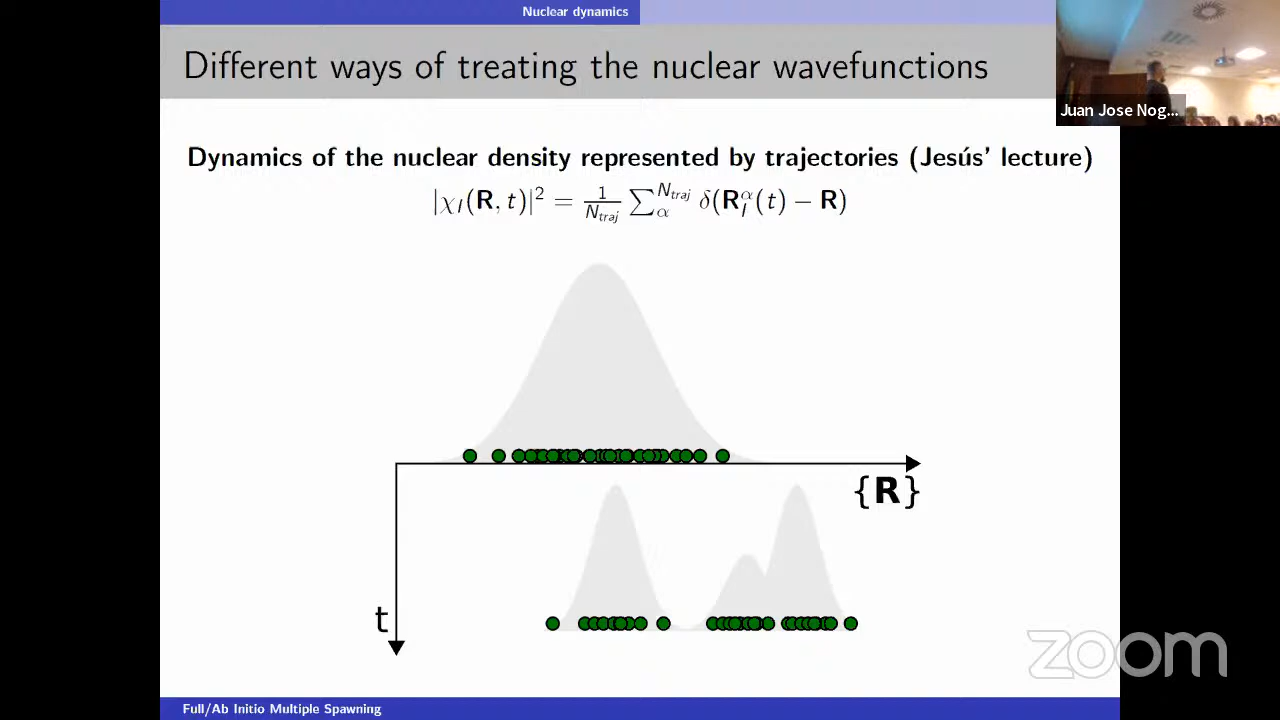 Nuclear dynamics
Different ways of treating the nuclear wavefunctions
Juan Jose Nog...
Dynamics of the nuclear density represented by trajectories (Jesús' lecture)
|χ_I(R, t)|² = 1/N_traj ∑_α^{N_traj} δ(R_I^α(t) − R)
{R}
t
zoom
Full/Ab Initio Multiple Spawning